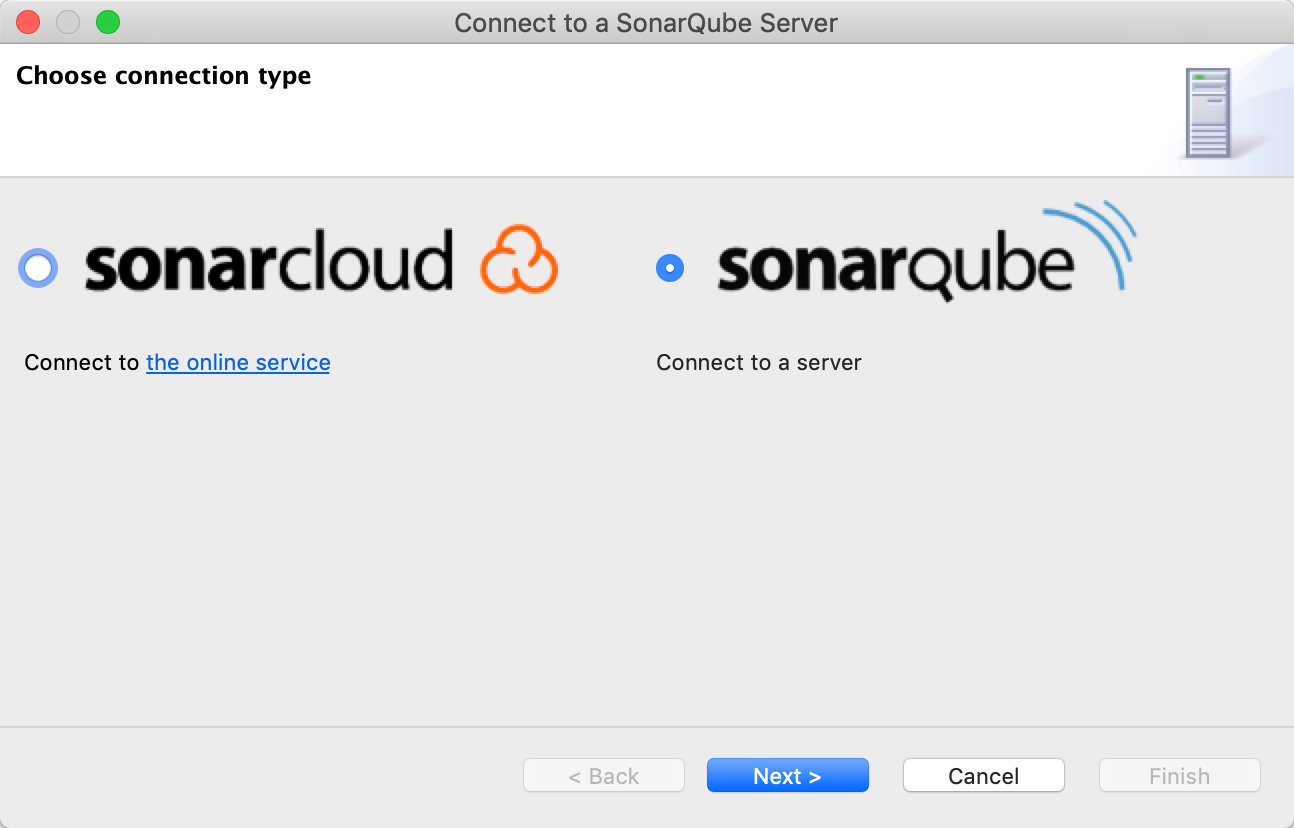 Connect to a SonarQube Server
Choose connection type
sonarcloud
sonarqube
Connect to the online service
Connect to a server
< Back
Next >
Cancel
Finish